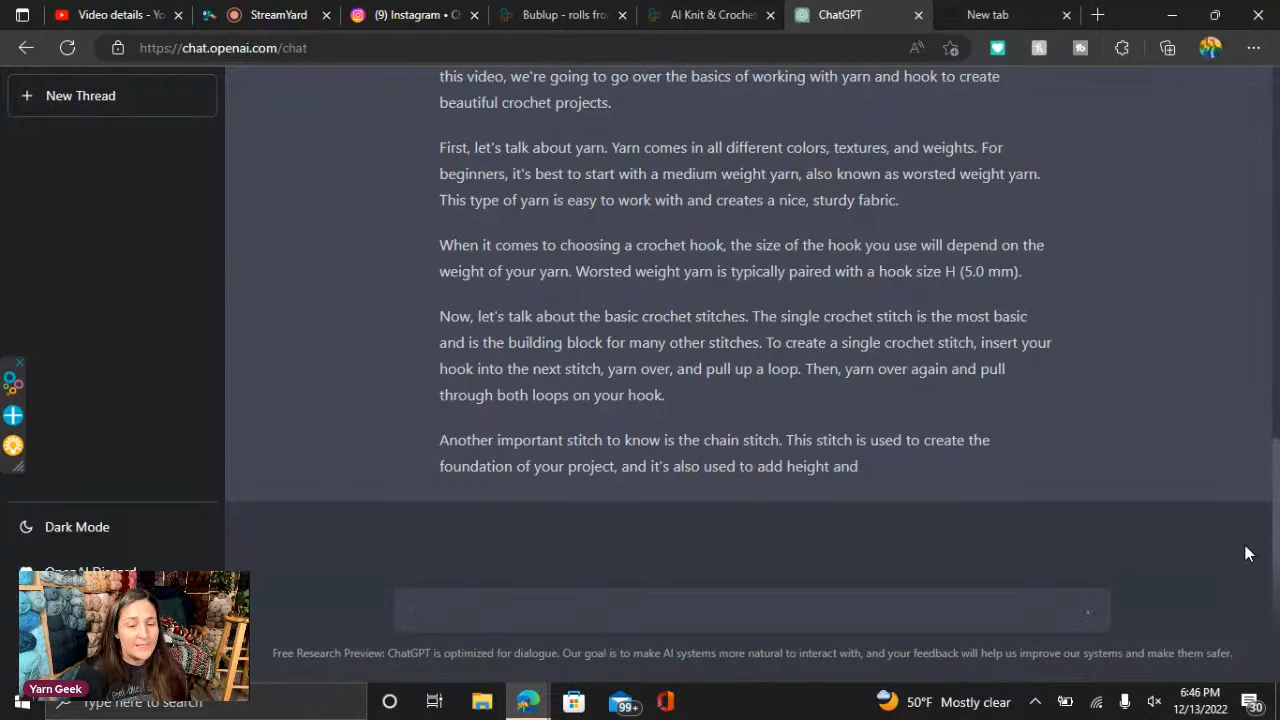 Video details - Yo
StreamYard
(9) Instagram • Ch
Bublup - rolls fro
AI Knit & Crochet
ChatGPT
New tab
https://chat.openai.com/chat
New Thread
this video, we're going to go over the basics of working with yarn and hook to create
beautiful crochet projects.
First, let's talk about yarn. Yarn comes in all different colors, textures, and weights. For
beginners, it's best to start with a medium weight yarn, also known as worsted weight yarn.
This type of yarn is easy to work with and creates a nice, sturdy fabric.
When it comes to choosing a crochet hook, the size of the hook you use will depend on the
weight of your yarn. Worsted weight yarn is typically paired with a hook size H (5.0 mm).
Now, let's talk about the basic crochet stitches. The single crochet stitch is the most basic
and is the building block for many other stitches. To create a single crochet stitch, insert your
hook into the next stitch, yarn over, and pull up a loop. Then, yarn over again and pull
through both loops on your hook.
Another important stitch to know is the chain stitch. This stitch is used to create the
foundation of your project, and it's also used to add height and
Dark Mode
OpenAI Discord
Free Research Preview: ChatGPT is optimized for dialogue. Our goal is to make AI systems more natural to interact with, and your feedback will help us improve our systems and make them safer.
Yarn Geek
Type here to search
99+
50°F Mostly clear
6:46 PM
12/13/2022
30